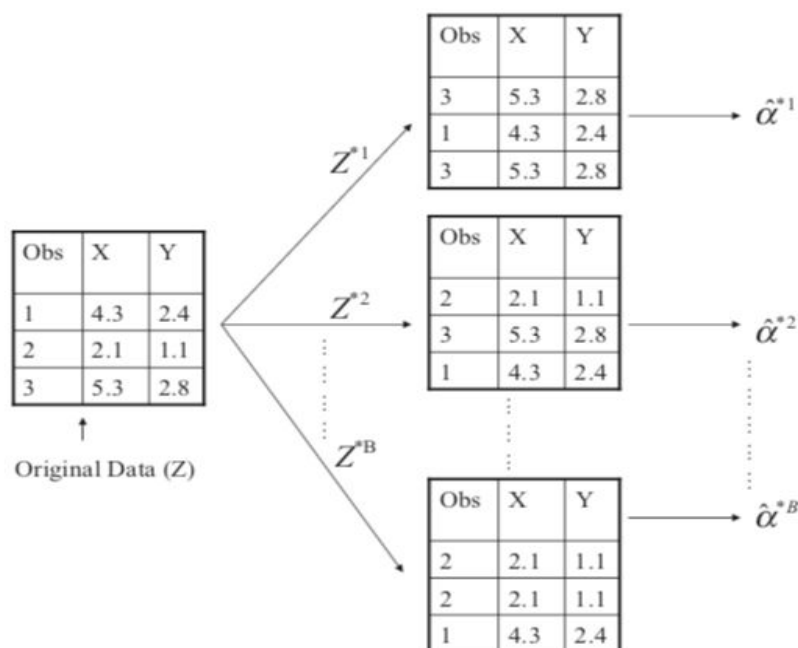 Obs X Y
3 5.3 2.8
1 4.3 2.4
3 5.3 2.8
α̂*1
Z*1
Obs X Y
1 4.3 2.4
2 2.1 1.1
3 5.3 2.8
Original Data (Z)
Z*2
Obs X Y
2 2.1 1.1
3 5.3 2.8
1 4.3 2.4
α̂*2
Z*B
Obs X Y
2 2.1 1.1
2 2.1 1.1
1 4.3 2.4
α̂*B